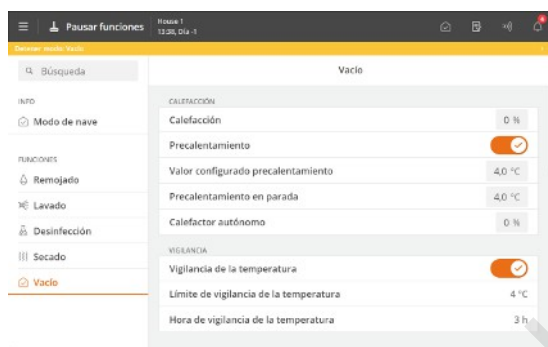 Pausar funciones
House 1
13:38, Día -1
Detener modo: Vacío
Búsqueda
Vacío
INFO
Modo de nave
FUNCIONES
Remojado
Lavado
Desinfección
Secado
Vacío
CALEFACCIÓN
Calefacción 0 %
Precalentamiento
Valor configurado precalentamiento 4,0 °C
Precalentamiento en parada 4,0 °C
Calefactor autónomo 0 %
VIGILANCIA
Vigilancia de la temperatura
Límite de vigilancia de la temperatura 4 °C
Hora de vigilancia de la temperatura 3 h